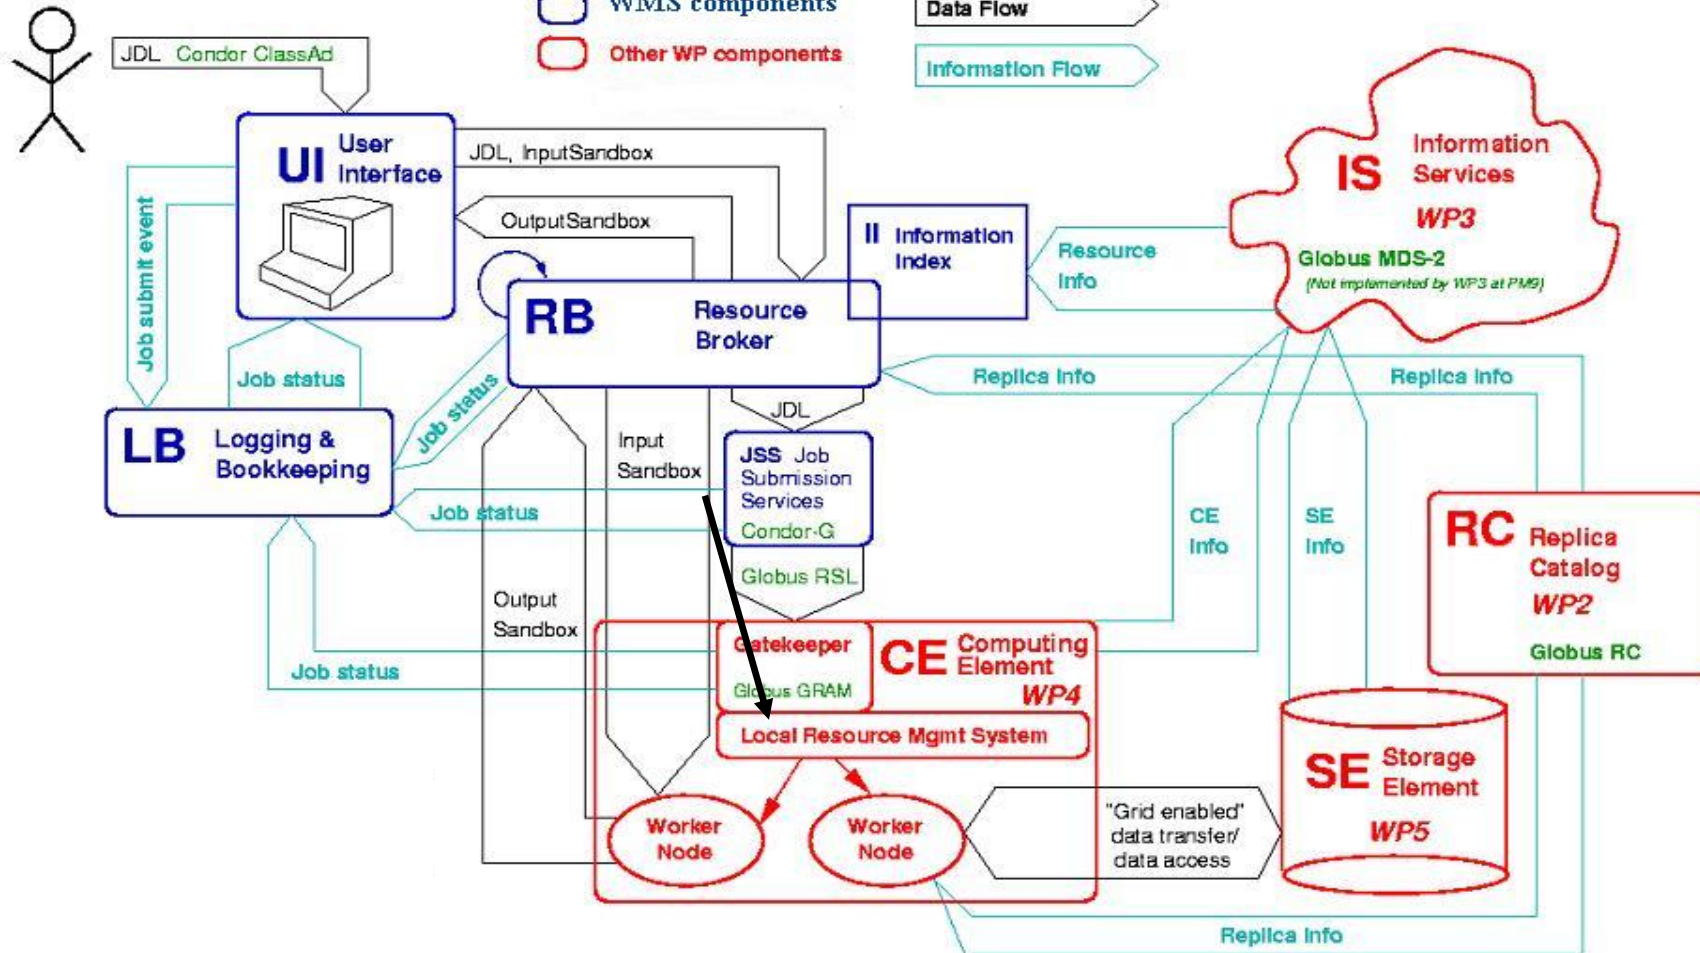 WMS components
Data Flow
Other WP components
Information Flow
JDL Condor ClassAd
UI User
Interface
JDL, InputSandbox
OutputSandbox
Job submit event
II Information
Index
IS Information
Services
WP3
Globus MDS-2
(Not implemented by WP3 at PM9)
Resource
Info
RB Resource
Broker
Job status
Job status
Replica Info
Replica Info
JDL
LB Logging &
Bookkeeping
Input
Sandbox
JSS Job
Submission
Services
Condor-G
Job status
Globus RSL
CE
Info
SE
Info
RC Replica
Catalog
WP2
Globus RC
Output
Sandbox
Job status
Gatekeeper
Globus GRAM
CE Computing
Element
WP4
Local Resource Mgmt System
Worker
Node
Worker
Node
"Grid enabled"
data transfer/
data access
SE Storage
Element
WP5
Replica Info